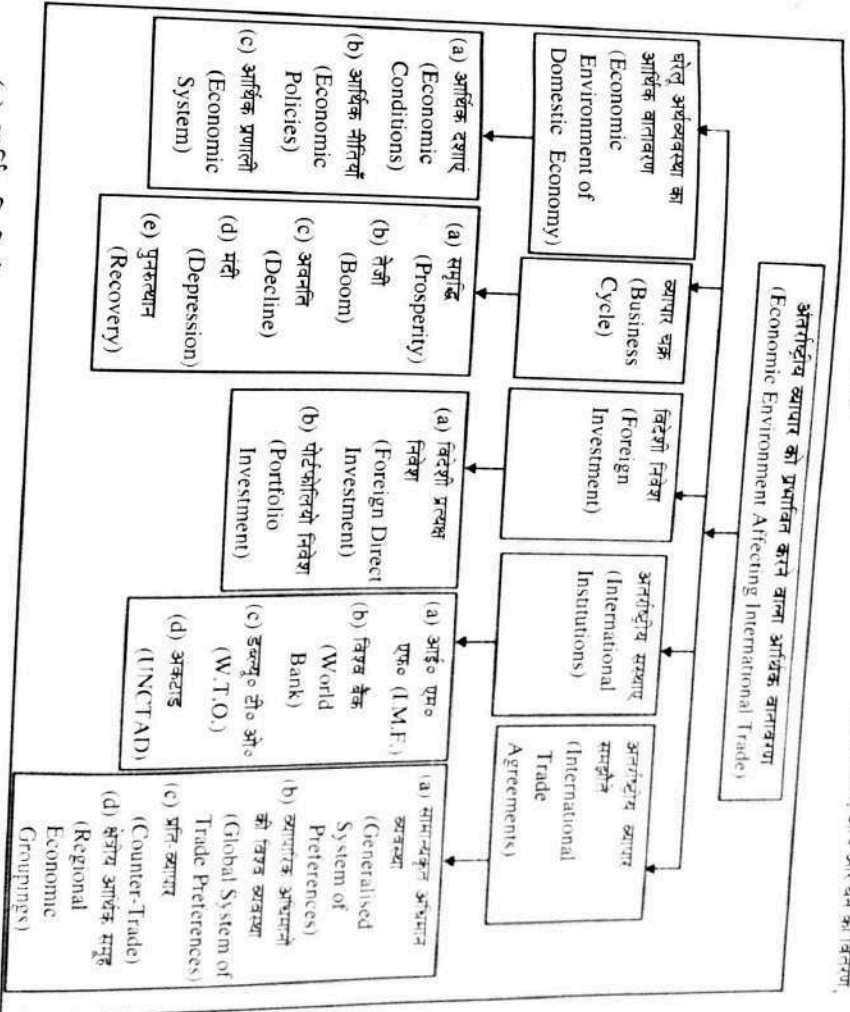 अंतर्राष्ट्रीय व्यापार को प्रभावित करने वाला आर्थिक वातावरण
(Economic Environment Affecting International Trade)
घरेलू अर्थव्यवस्था का
आर्थिक वातावरण
(Economic
Environment of
Domestic Economy)
व्यापार चक्र
(Business
Cycle)
विदेशी निवेश
(Foreign
Investment)
अंतर्राष्ट्रीय संस्थाएं
(International
Institutions)
अंतर्राष्ट्रीय व्यापार
समझौते
(International
Trade
Agreements)
(a) आर्थिक दशाएं
(Economic
Conditions)
(b) आर्थिक नीतियाँ
(Economic
Policies)
(c) आर्थिक प्रणाली
(Economic
System)
(a) समृद्धि
(Prosperity)
(b) तेजी
(Boom)
(c) अवनति
(Decline)
(d) मंदी
(Depression)
(e) पुनरुत्थान
(Recovery)
(a) विदेशी प्रत्यक्ष
निवेश
(Foreign Direct
Investment)
(b) पोर्टफोलियो निवेश
(Portfolio
Investment)
(a) आई० एम०
एफ० (I.M.F.)
(b) विश्व बैंक
(World
Bank)
(c) डब्ल्यू० टी० ओ०
(W.T.O.)
(d) अंकटाड
(UNCTAD)
(a) सामान्यकृत अधिमान
व्यवस्था
(Generalised
System of
Preferences)
(b) व्यापारिक अधिमानों
की विश्व व्यवस्था
(Global System of
Trade Preferences)
(c) प्रति-व्यापार
(Counter-Trade)
(d) क्षेत्रीय आर्थिक समूह
(Regional
Economic
Groupings)